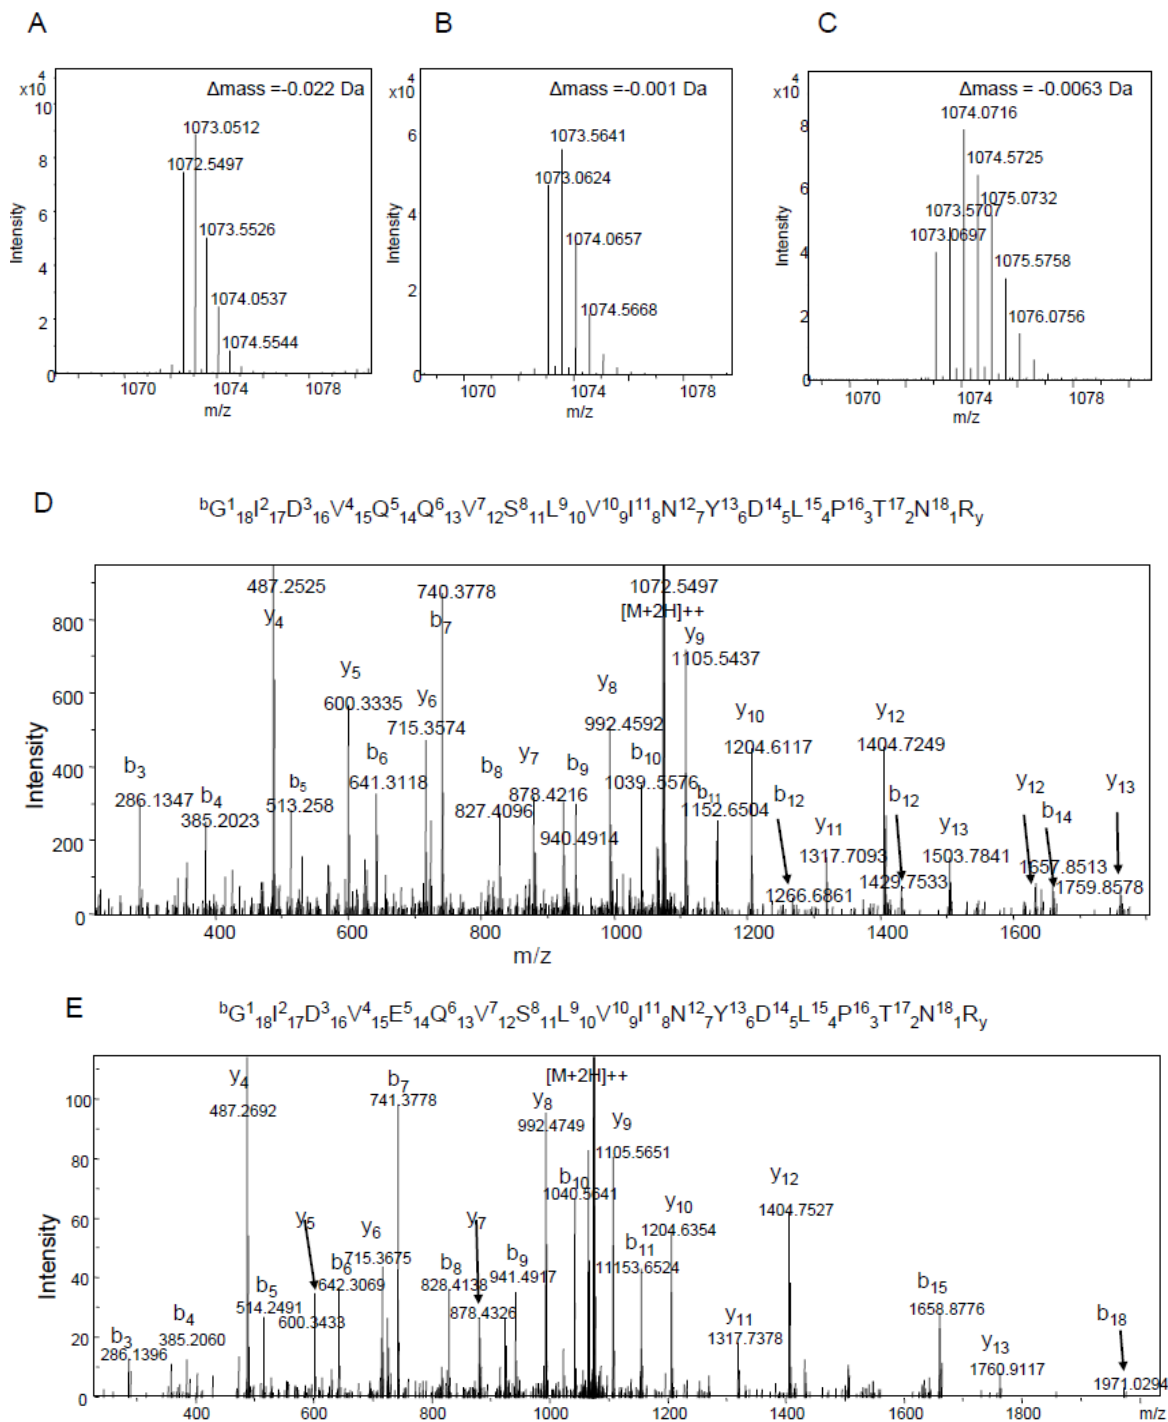 A
B
C
x10 4
Δmass =-0.022 Da
10
8
6
4
2
0
Intensity
1073.0512
1072.5497
1073.5526
1074.0537
1074.5544
1070
1074
1078
m/z
x10 4
Δmass =-0.001 Da
6
4
2
0
Intensity
1073.5641
1073.0624
1074.0657
1074.5668
1070
1074
1078
m/z
x10 4
Δmass = -0.0063 Da
8
6
4
2
0
Intensity
1074.0716
1074.5725
1075.0732
1073.5707
1073.0697
1075.5758
1076.0756
1070
1074
1078
m/z
D
ᵇG¹₁₈I²₁₇D³₁₆V⁴₁₅Q⁵₁₄Q⁶₁₃V⁷₁₂S⁸₁₁L⁹₁₀V¹⁰₉I¹¹₈N¹²₇Y¹³₆D¹⁴₅L¹⁵₄P¹⁶₃T¹⁷₂N¹⁸₁Ry
487.2525
740.3778
1072.5497
y4
b7
[M+2H]++
y9
1105.5437
y5
600.3335
y6
715.3574
y8
992.4592
y10
1204.6117
y12
1404.7249
b3
286.1347
b4
385.2023
b5
513.258
b6
641.3118
b8
827.4096
y7
878.4216
b9
940.4914
b10
1039..5576
b11
1152.6504
b12
1266.6861
y11
1317.7093
b12
1429.7533
y13
1503.7841
y12
1657.8513
b14
y13
1759.8578
Intensity
800
600
400
200
0
400
600
800
1000
1200
1400
1600
m/z
E
ᵇG¹₁₈I²₁₇D³₁₆V⁴₁₅E⁵₁₄Q⁶₁₃V⁷₁₂S⁸₁₁L⁹₁₀V¹⁰₉I¹¹₈N¹²₇Y¹³₆D¹⁴₅L¹⁵₄P¹⁶₃T¹⁷₂N¹⁸₁Ry
y4
487.2692
b7
741.3778
[M+2H]++
y8
992.4749
y9
1105.5651
b10
1040.5641
y10
1204.6354
y12
1404.7527
y5
600.3433
y6
715.3675
y7
878.4326
b3
286.1396
b4
385.2060
b5
514.2491
b6
642.3069
b8
828.4138
b9
941.4917
b11
11153.6524
y11
1317.7378
b15
1658.8776
y13
1760.9117
b18
1971.0294
Intensity
100
80
60
40
20
0
400
600
800
1000
1200
1400
1600
1800
m/z